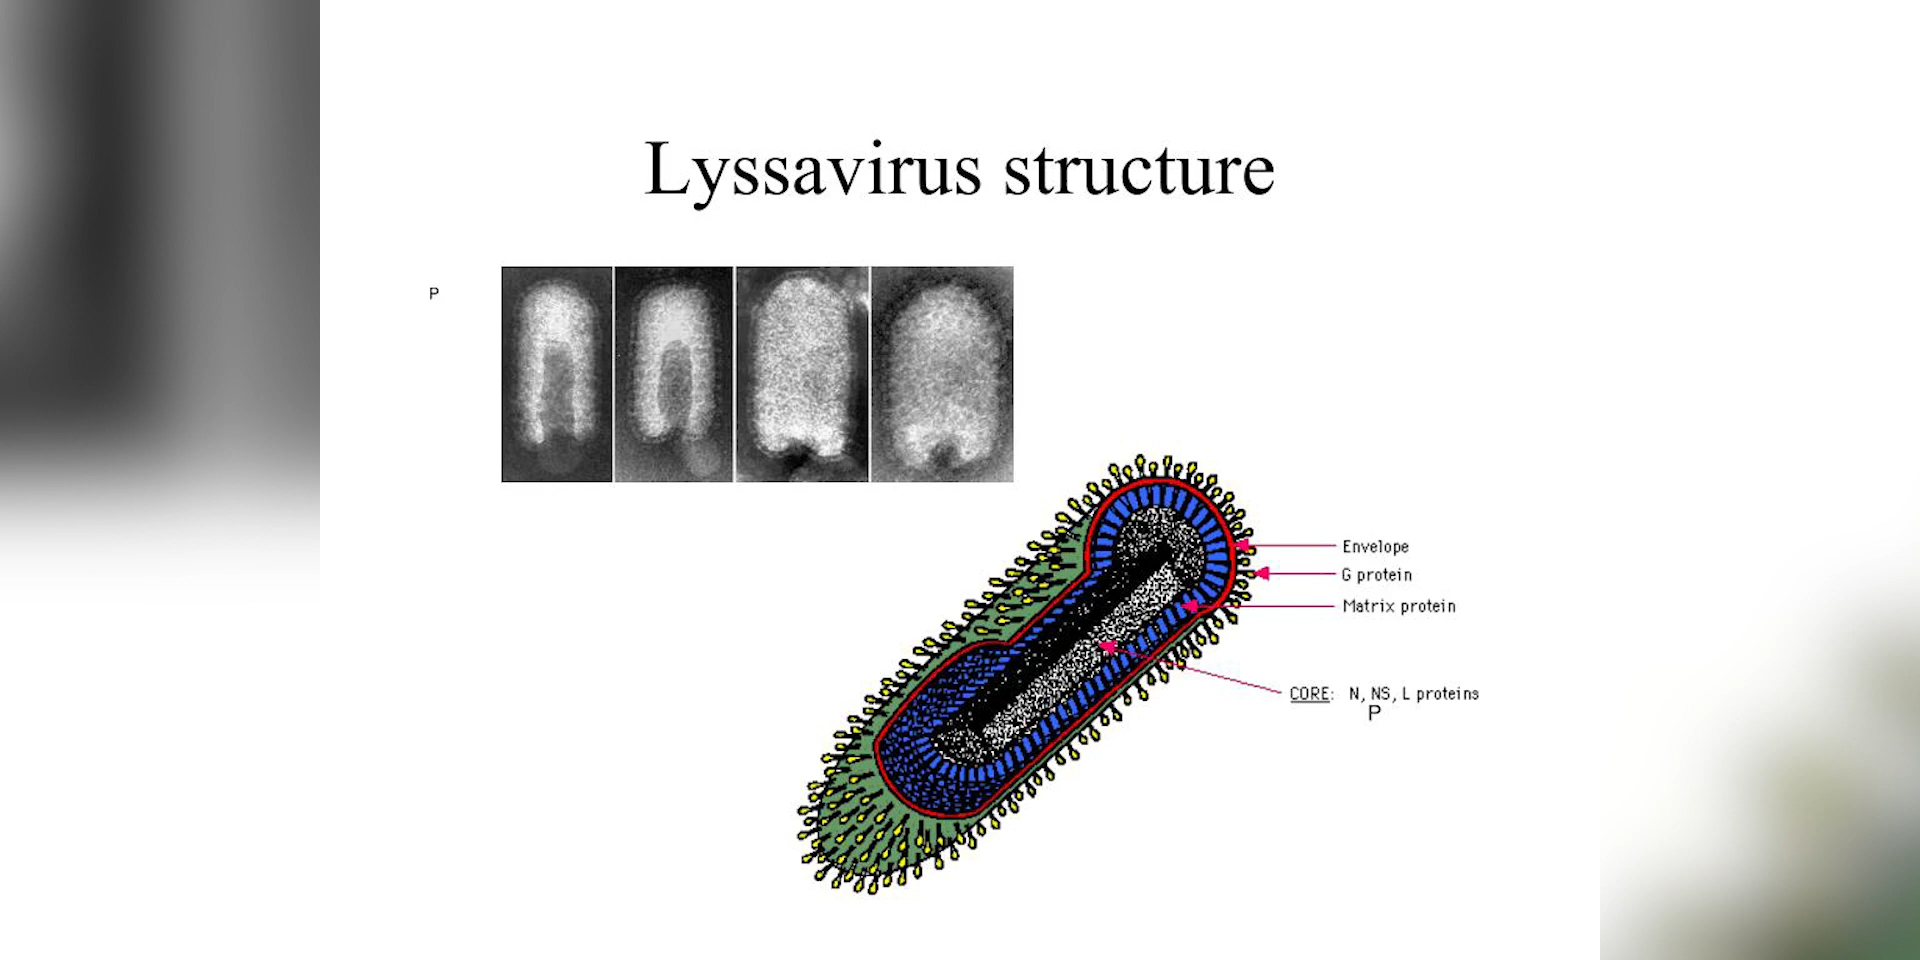 Lyssavirus structure
P
Envelope
G protein
Matrix protein
CORE: N, NS, L proteins
P